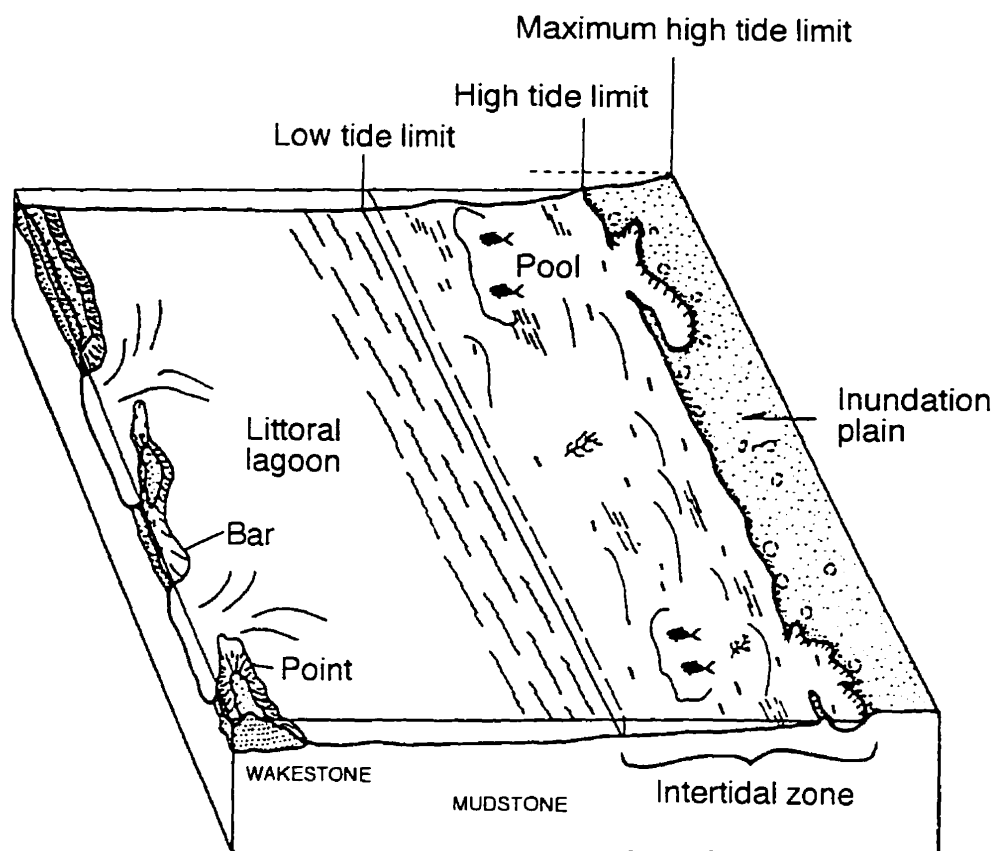 Maximum high tide limit
High tide limit
Low tide limit
Pool
Inundation
plain
Littoral
lagoon
Bar
Point
WAKESTONE
MUDSTONE
Intertidal zone